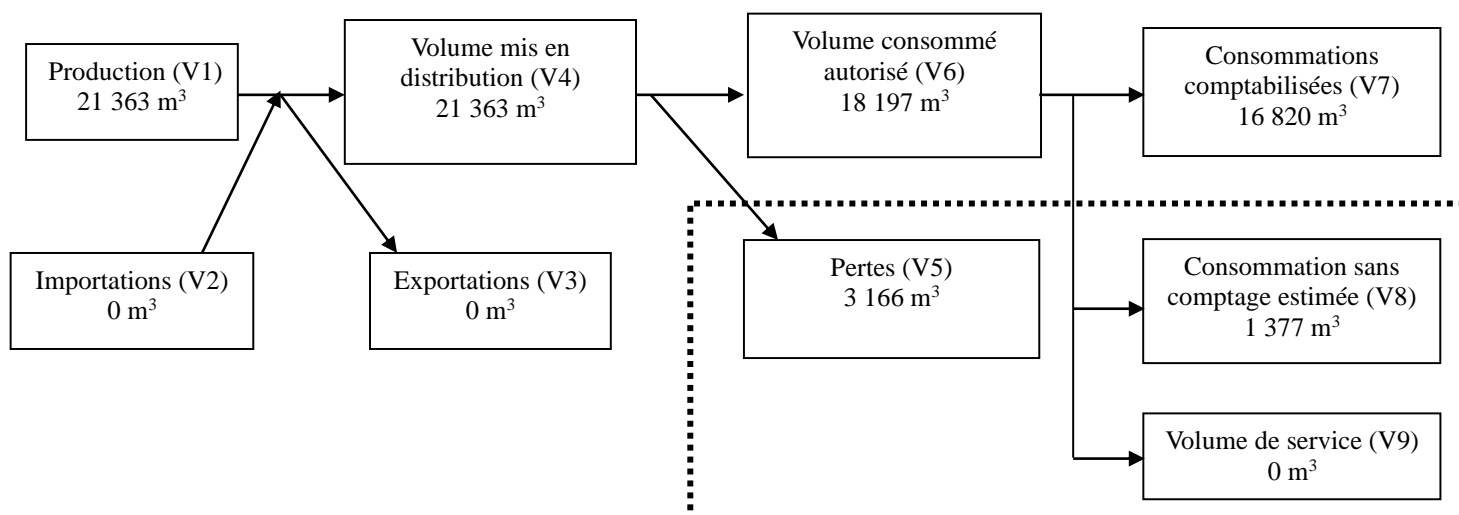 Production (V1)
21 363 m³
Volume mis en
distribution (V4)
21 363 m³
Volume consommé
autorisé (V6)
18 197 m³
Consommations
comptabilisées (V7)
16 820 m³
Importations (V2)
0 m³
Exportations (V3)
0 m³
Pertes (V5)
3 166 m³
Consommation sans
comptage estimée (V8)
1 377 m³
Volume de service (V9)
0 m³